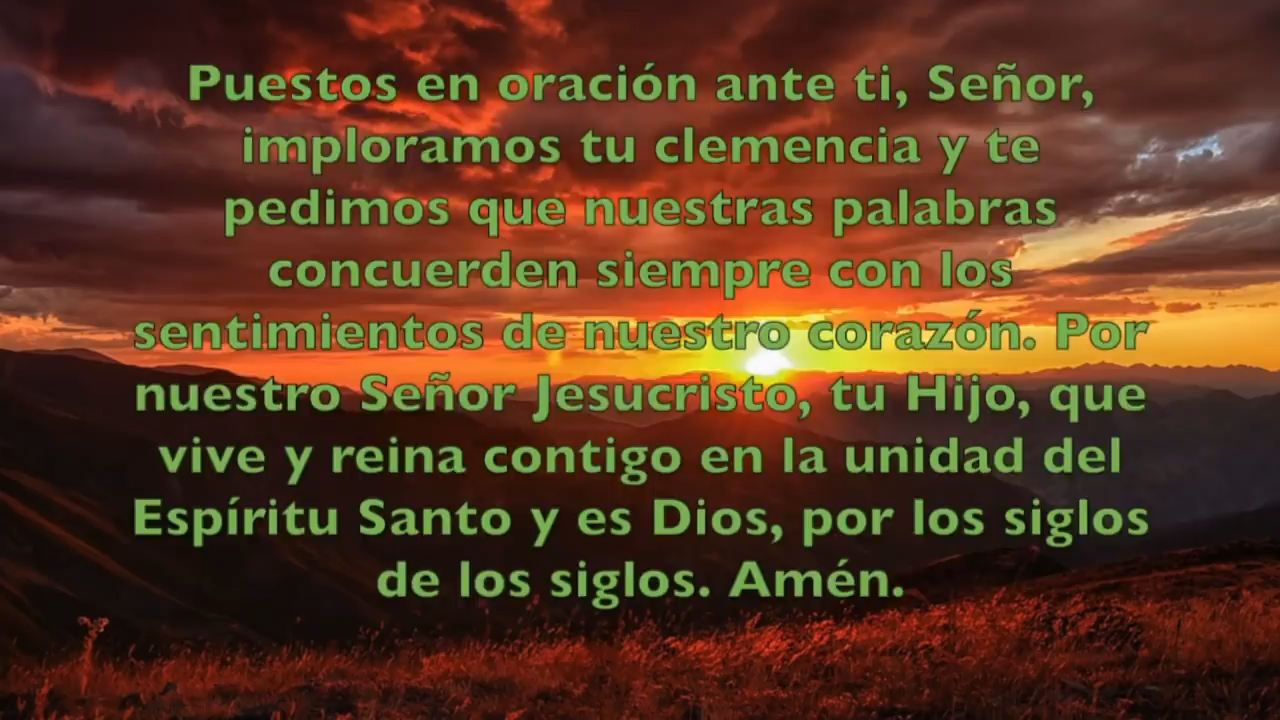 Puestos en oración ante ti, Señor,
imploramos tu clemencia y te
pedimos que nuestras palabras
concuerden siempre con los
sentimientos de nuestro corazón. Por
nuestro Señor Jesucristo, tu Hijo, que
vive y reina contigo en la unidad del
Espíritu Santo y es Dios, por los siglos
de los siglos. Amén.